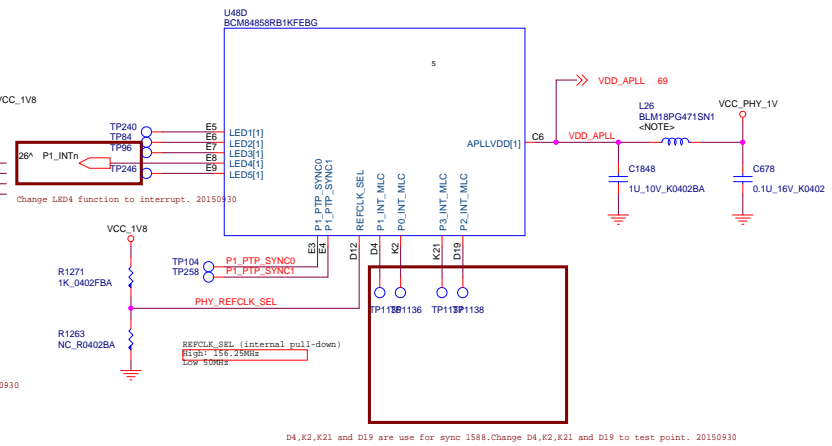 U48D
BCM84858RB1KFEBG
5
VDD_APLL 69
L26
BLM18PG471SN1
<NOTE>
VCC_PHY_1V
VCC_1V8
TP240
E5
LED1[1]
TP84
E6
LED2[1]
TP96
E7
LED3[1]
26^ P1_INTn
E8
LED4[1]
TP246
E9
LED5[1]
APLLVDD[1]
C6
VDD_APLL
Change LED4 function to interrupt. 20150930
C1848
1U_10V_K0402BA
C678
0.1U_16V_K0402
P1_PTP_SYNC0
P1_PTP_SYNC1
REFCLK_SEL
P1_INT_MLC
P0_INT_MLC
P3_INT_MLC
P2_INT_MLC
E3
E4
D12
D4
K2
K21
D19
VCC_1V8
TP104
P1_PTP_SYNC0
TP258
P1_PTP_SYNC1
R1271
1K_0402FBA
PHY_REFCLK_SEL
TP1136
TP1138
R1263
NC_R0402BA
REFCLK_SEL (internal pull-down)
High: 156.25MHz
Low 50MHz
0930
D4,K2,K21 and D19 are use for sync 1588.Change D4,K2,K21 and D19 to test point. 20150930